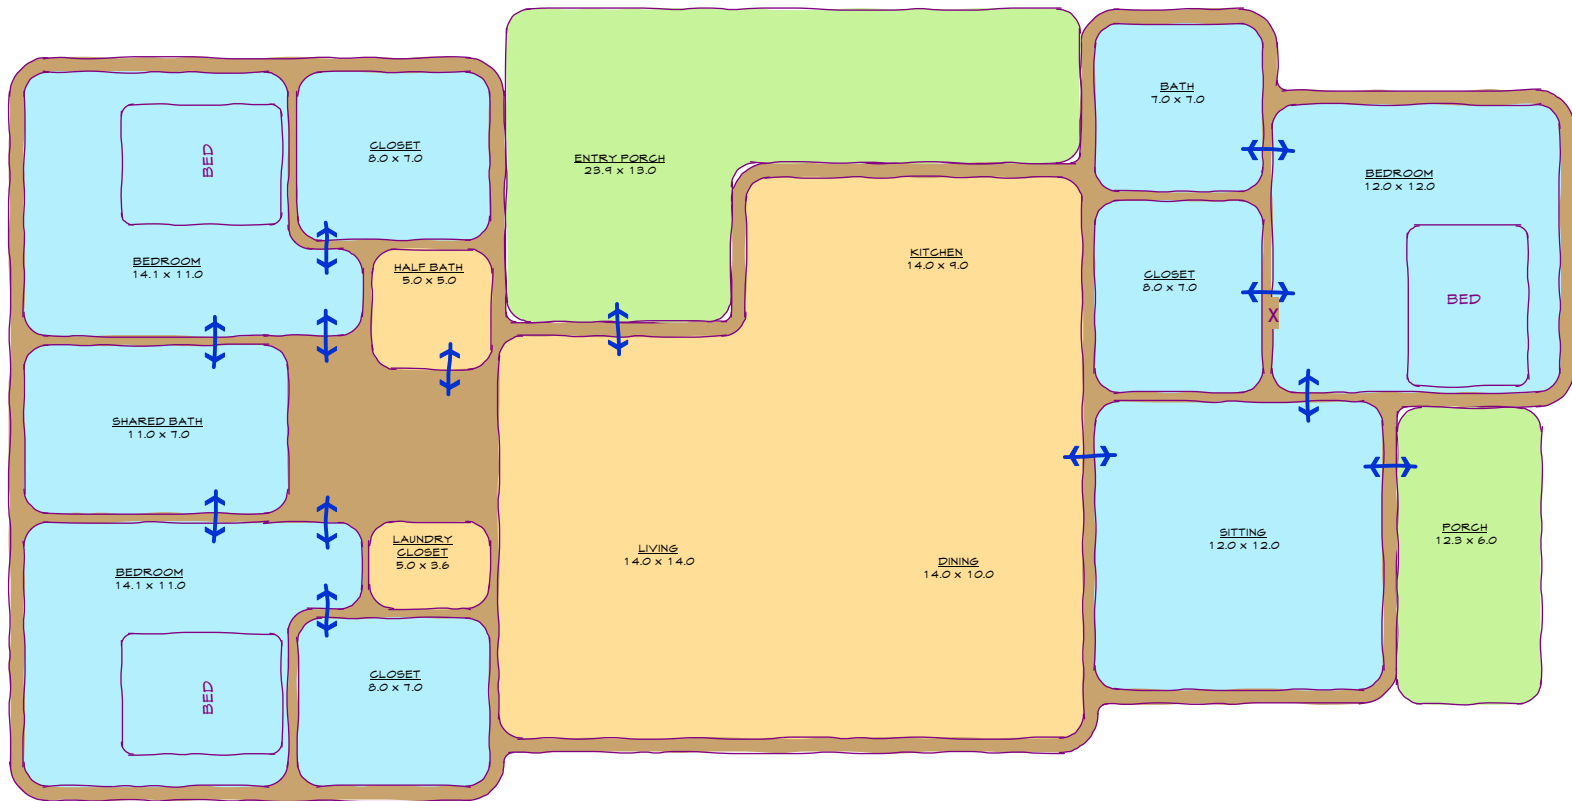 BATH
7.0 x 7.0
CLOSET
8.0 x 7.0
ENTRY PORCH
23.9 x 13.0
BED
BEDROOM
12.0 x 12.0
KITCHEN
14.0 x 9.0
BEDROOM
14.1 x 11.0
HALF BATH
5.0 x 5.0
CLOSET
8.0 x 7.0
BED
X
SHARED BATH
11.0 x 7.0
LAUNDRY
CLOSET
5.0 x 3.6
LIVING
14.0 x 14.0
DINING
14.0 x 10.0
SITTING
12.0 x 12.0
PORCH
12.3 x 6.0
BEDROOM
14.1 x 11.0
CLOSET
8.0 x 7.0
BED